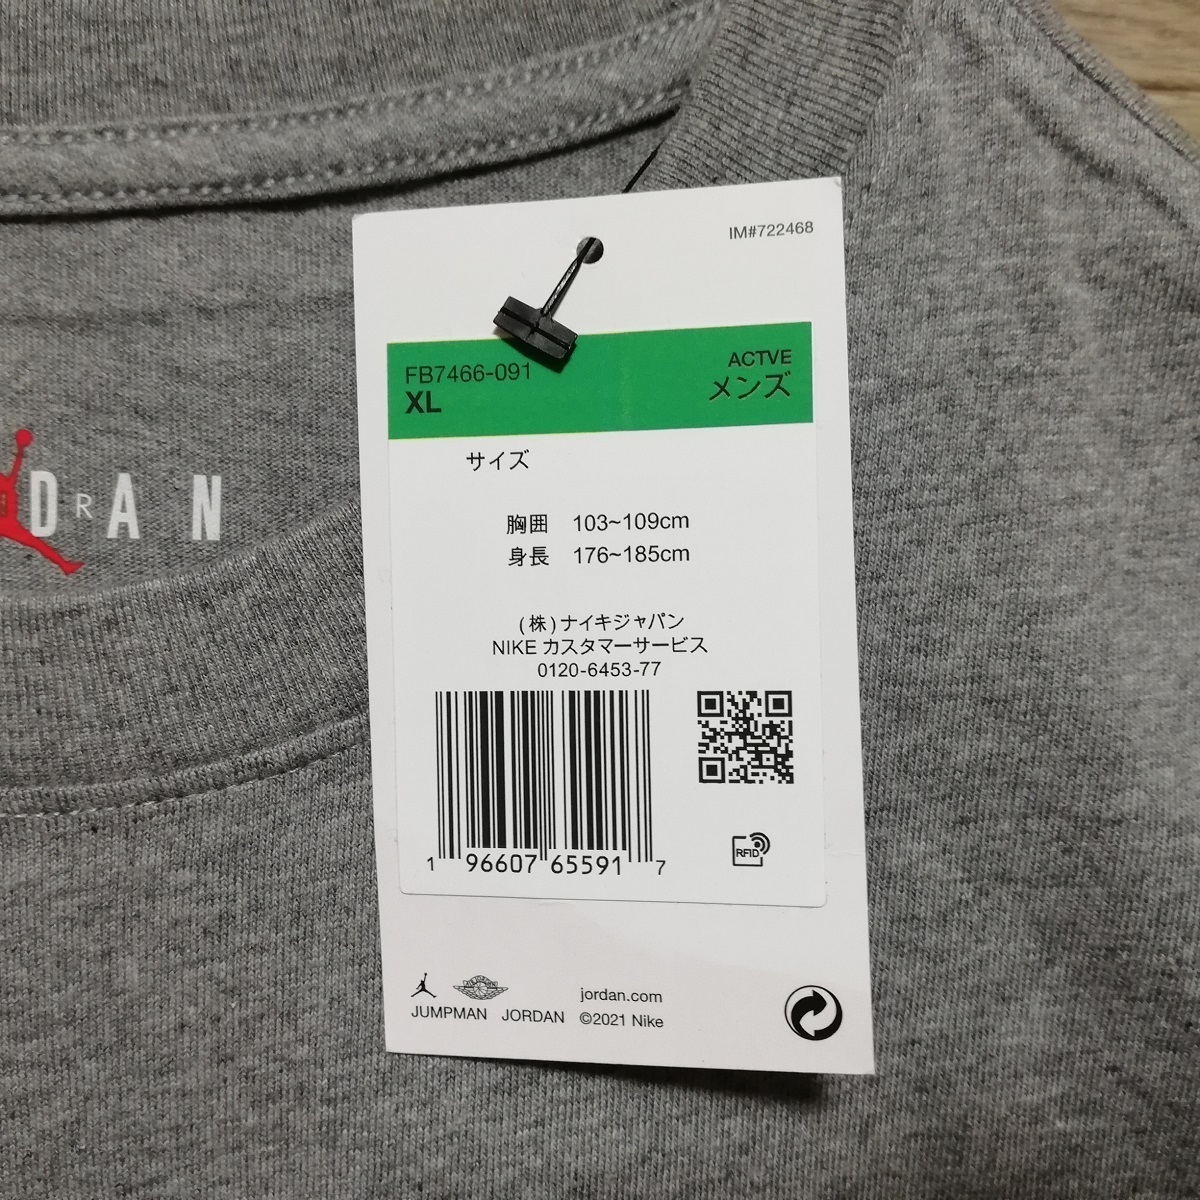 IM#722468
FB7466-091
XL
ACTVE
メンズ
サイズ
胸囲 103~109cm
身長 176~185cm
(株)ナイキジャパン
NIKE カスタマーサービス
0120-6453-77
1 96607 65591 7
RFID
JUMPMAN JORDAN
jordan.com
©2021 Nike
RDAN